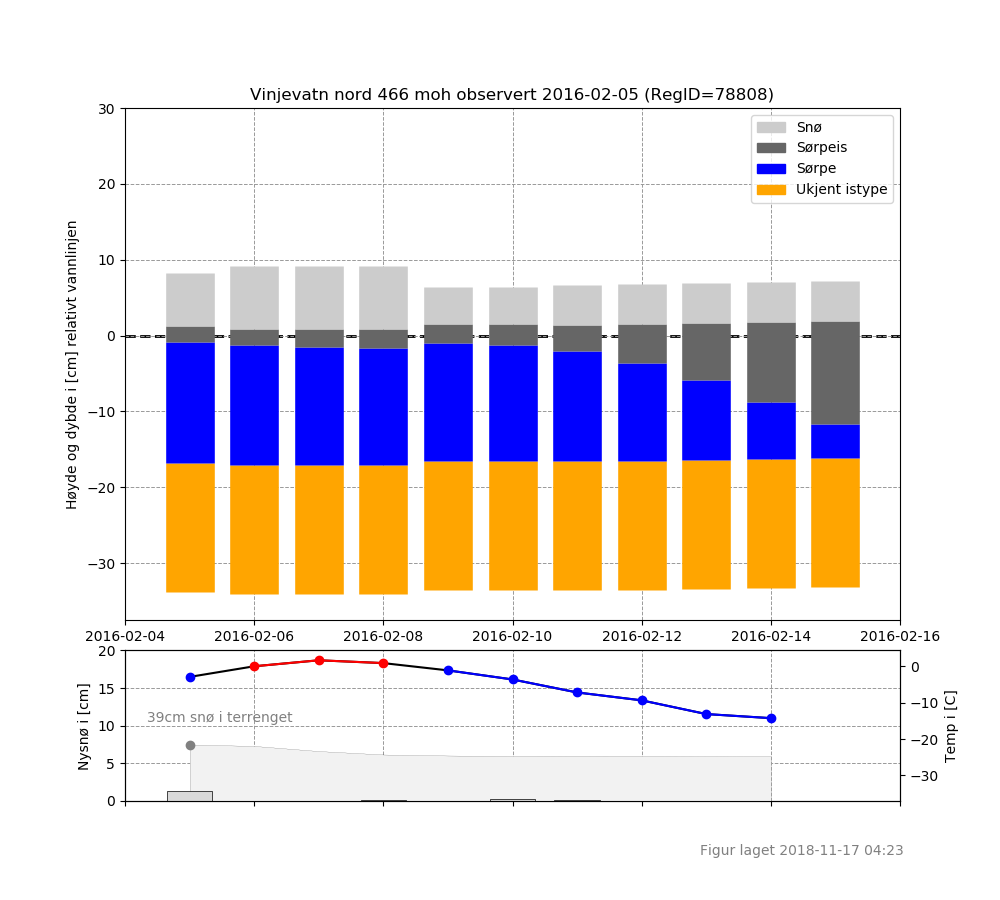 Vinjevatn nord 466 moh observert 2016-02-05 (RegID=78808)
30
20
10
0
−10
−20
−30
Høyde og dybde i [cm] relativt vannlinjen
Snø
Sørpeis
Sørpe
Ukjent istype
2016-02-04 2016-02-06 2016-02-08 2016-02-10 2016-02-12 2016-02-14 2016-02-16
20
15
10
5
0
Nysnø i [cm]
39cm snø i terrenget
0
−10
−20
−30
Temp i [C]
Figur laget 2018-11-17 04:23